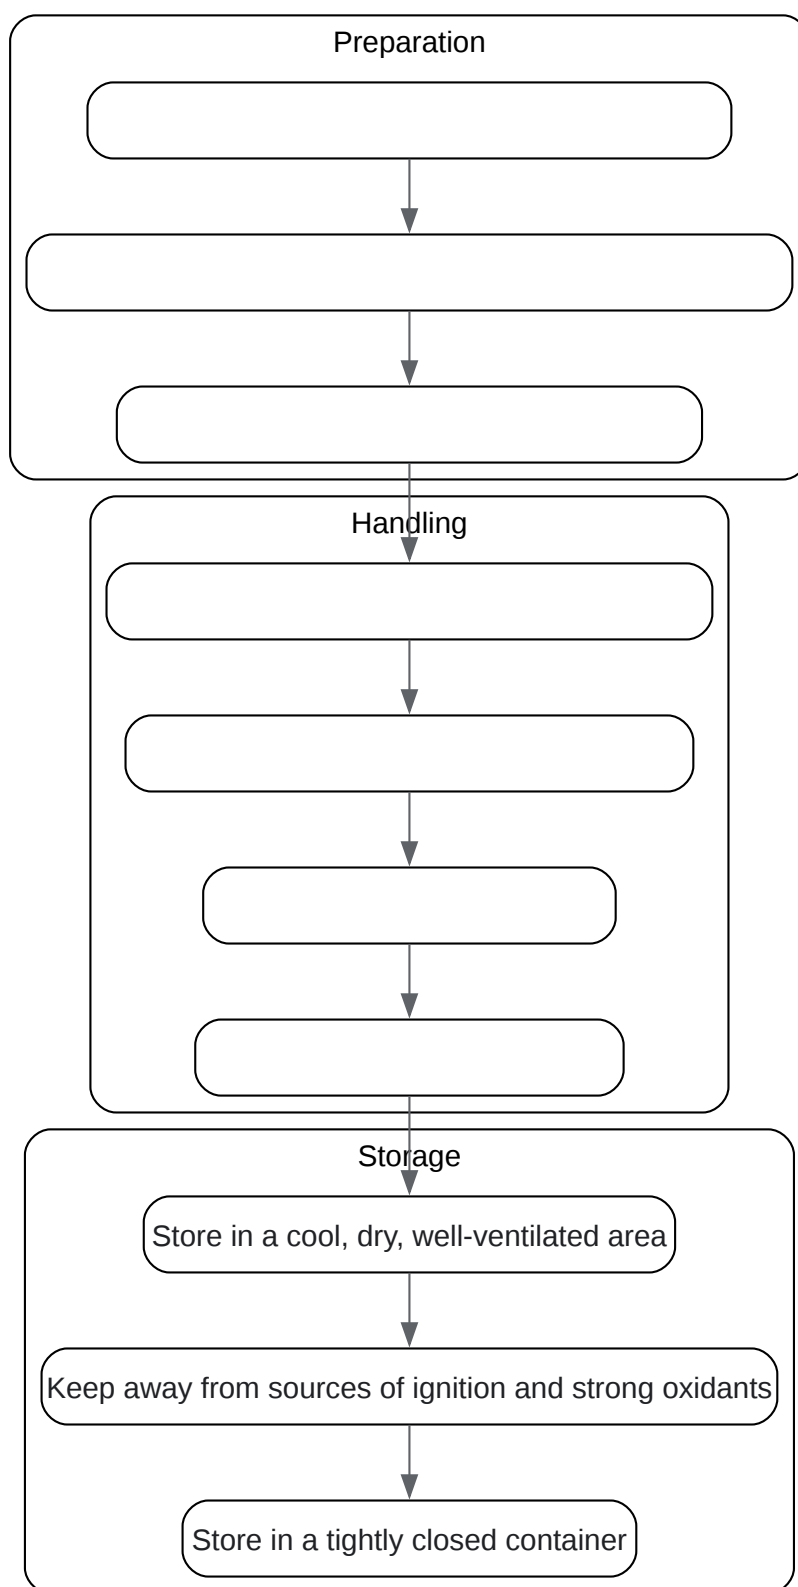 Preparation
Handling
Storage
Store in a cool, dry, well-ventilated area
Keep away from sources of ignition and strong oxidants
Store in a tightly closed container